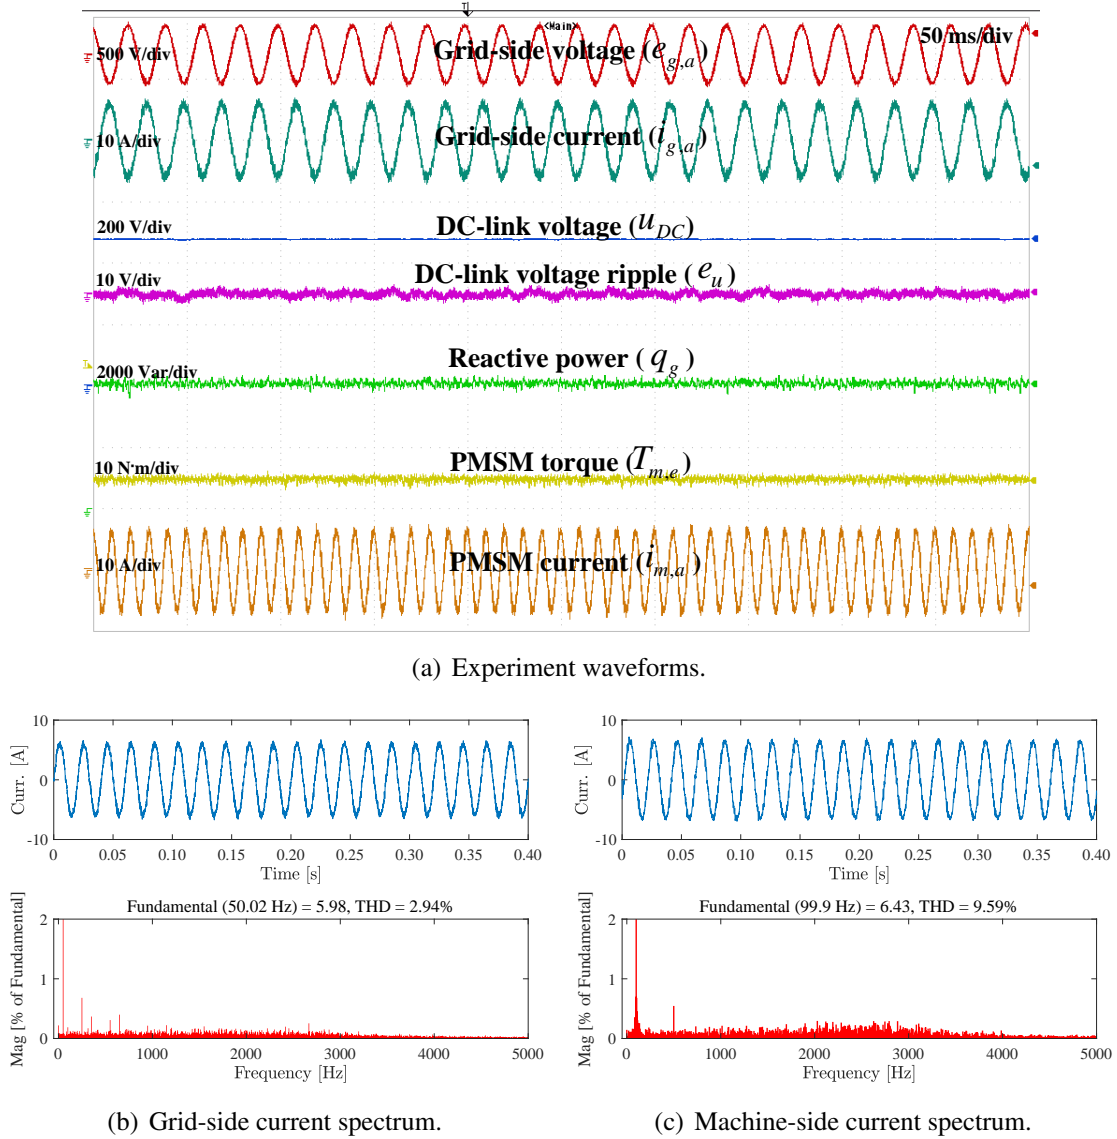 T
<Main>
50 ms/div
500 V/div
Grid-side voltage (e_{g,a})
10 A/div
Grid-side current (i_{g,a})
200 V/div
DC-link voltage (u_{DC})
10 V/div
DC-link voltage ripple (e_u)
T
2000 Var/div
Reactive power (q_g)
10 N·m/div
PMSM torque (T_{m,e})
10 A/div
PMSM current (i_{m,a})
(a) Experiment waveforms.
Curr. [A]
10
0
-10
0 0.05 0.10 0.15 0.20 0.25 0.30 0.35 0.40
Time [s]
Fundamental (50.02 Hz) = 5.98, THD = 2.94%
Mag [% of Fundamental]
2
1
0
0 1000 2000 3000 4000 5000
Frequency [Hz]
(b) Grid-side current spectrum.
Curr. [A]
10
0
-10
0 0.05 0.10 0.15 0.20 0.25 0.30 0.35 0.40
Time [s]
Fundamental (99.9 Hz) = 6.43, THD = 9.59%
Mag [% of Fundamental]
2
1
0
0 1000 2000 3000 4000 5000
Frequency [Hz]
(c) Machine-side current spectrum.